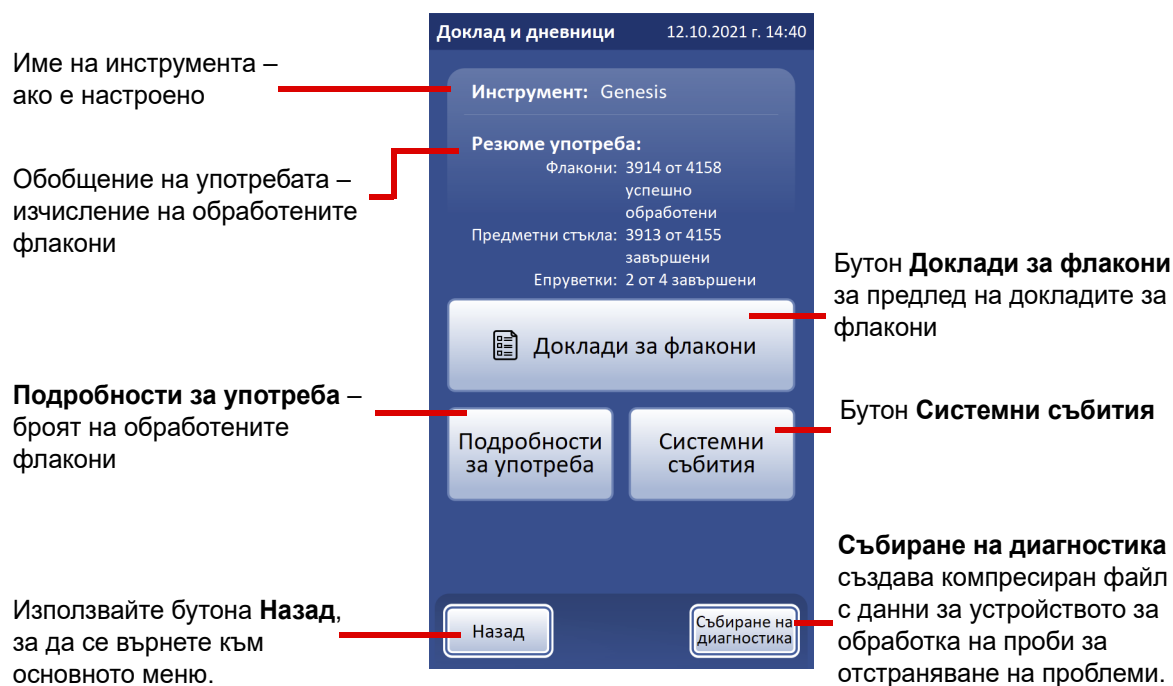 Доклад и дневници 12.10.2021 г. 14:40
Име на инструмента –
ако е настроено
Инструмент: Genesis
Обобщение на употребата –
изчисление на обработените
флакони
Резюме употреба:
Флакони: 3914 от 4158
успешно
обработени
Предметни стъкла: 3913 от 4155
завършени
Епруветки: 2 от 4 завършени
Бутон Доклади за флакони
за предлед на докладите за
флакони
Доклади за флакони
Подробности за употреба –
броят на обработените
флакони
Подробности
за употреба
Системни
събития
Бутон Системни събития
Събиране на диагностика
създава компресиран файл
с данни за устройството за
обработка на проби за
отстраняване на проблеми.
Използвайте бутона Назад,
за да се върнете към
основното меню.
Назад
Събиране на
диагностика